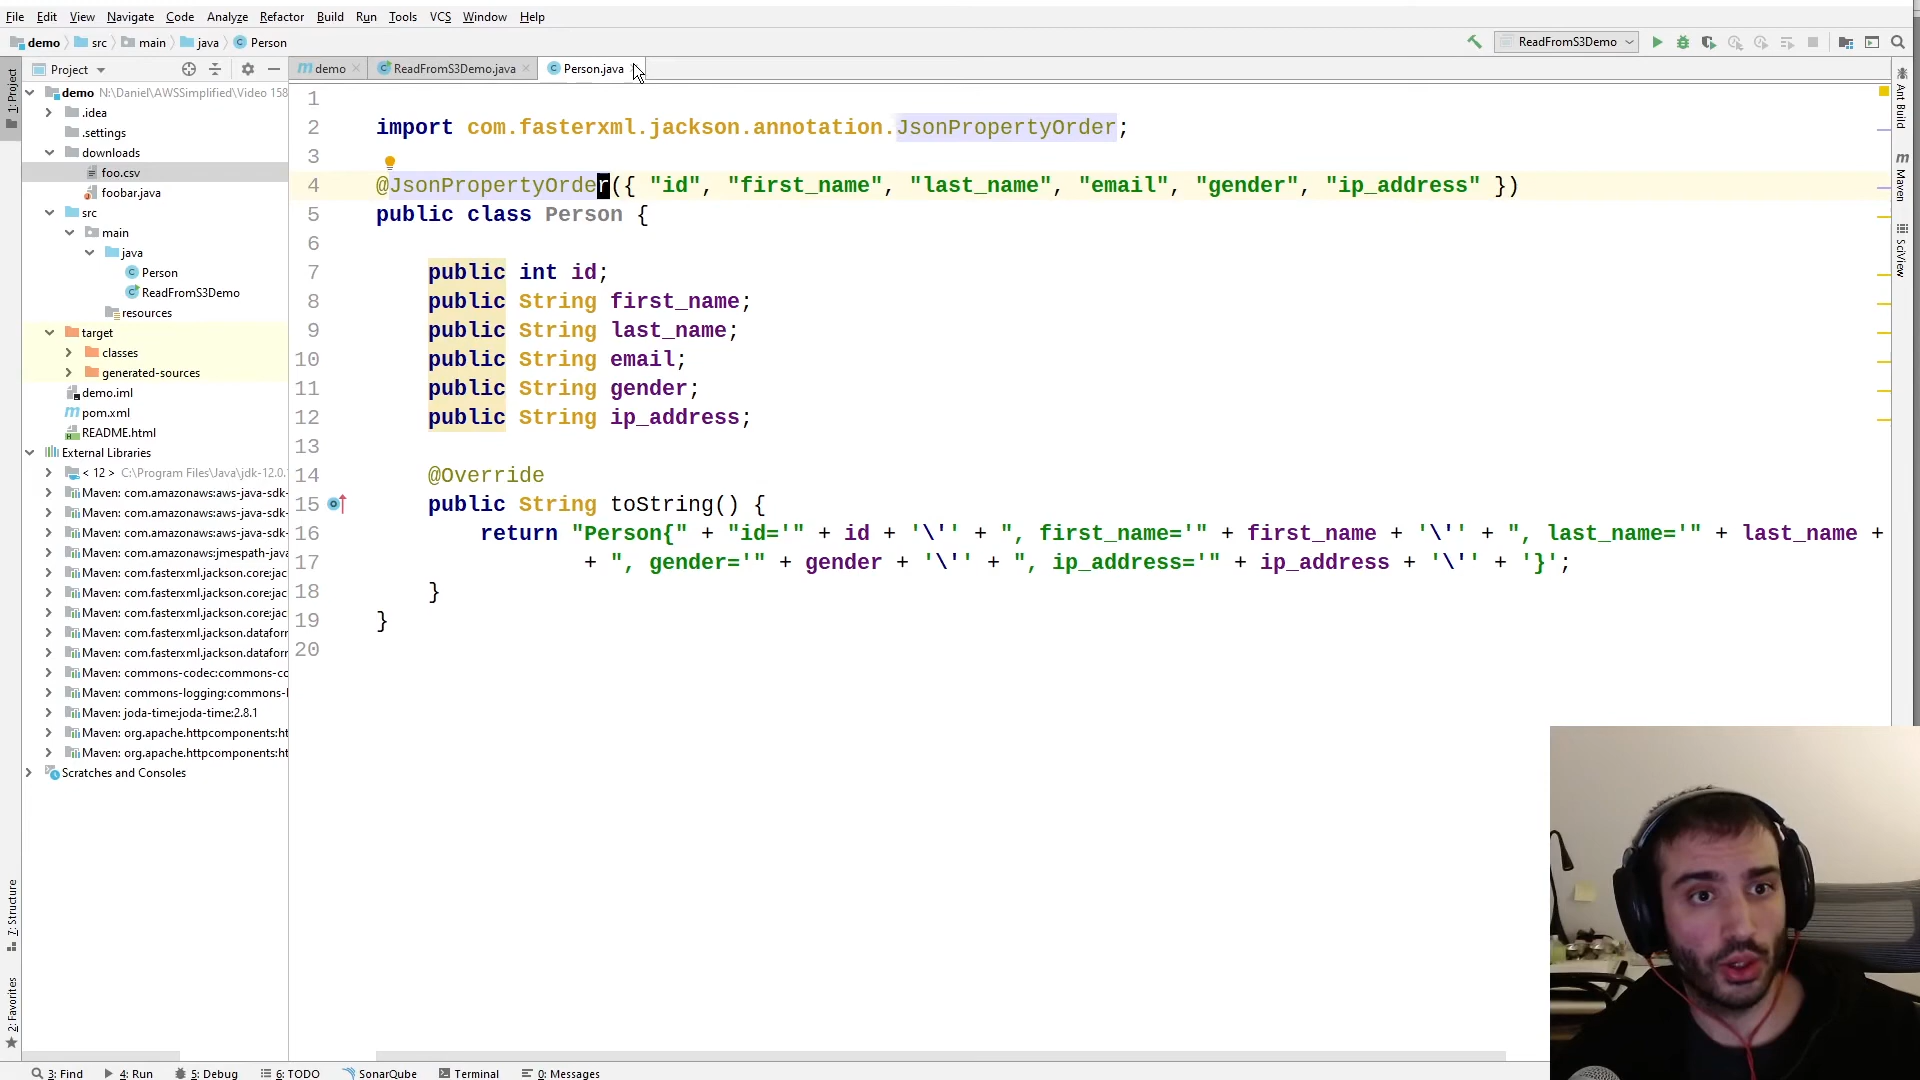 File Edit View Navigate Code Analyze Refactor Build Run Tools VCS Window Help
demo src main java Person ReadFromS3Demo
Project demo ReadFromS3Demo.java Person.java
demo N:\Daniel\AWSSimplified\Video 158
.idea
.settings
downloads
foo.csv
foobar.java
src
main
java
Person
ReadFromS3Demo
resources
target
classes
generated-sources
demo.iml
pom.xml
README.html
External Libraries
< 12 > C:\Program Files\Java\jdk-12.0.
Maven: com.amazonaws:aws-java-sdk-
Maven: com.amazonaws:aws-java-sdk-
Maven: com.amazonaws:aws-java-sdk-
Maven: com.amazonaws:jmespath-java
Maven: com.fasterxml.jackson.core:jac
Maven: com.fasterxml.jackson.core:jac
Maven: com.fasterxml.jackson.core:jac
Maven: com.fasterxml.jackson.datafor
Maven: com.fasterxml.jackson.datafor
Maven: commons-codec:commons-co
Maven: commons-logging:commons-l
Maven: joda-time:joda-time:2.8.1
Maven: org.apache.httpcomponents:ht
Maven: org.apache.httpcomponents:ht
Scratches and Consoles
1
2 import com.fasterxml.jackson.annotation.JsonPropertyOrder;
3
4 @JsonPropertyOrder({ "id", "first_name", "last_name", "email", "gender", "ip_address" })
5 public class Person {
6
7 public int id;
8 public String first_name;
9 public String last_name;
10 public String email;
11 public String gender;
12 public String ip_address;
13
14 @Override
15 public String toString() {
16 return "Person{" + "id='" + id + '\'' + ", first_name='" + first_name + '\'' + ", last_name='" + last_name +
17 + ", gender='" + gender + '\'' + ", ip_address='" + ip_address + '\'' + '}';
18 }
19 }
20
1: Project
7: Structure
2: Favorites
Ant Build
m Maven
SciView
3: Find 4: Run 5: Debug 6: TODO SonarQube Terminal 0: Messages